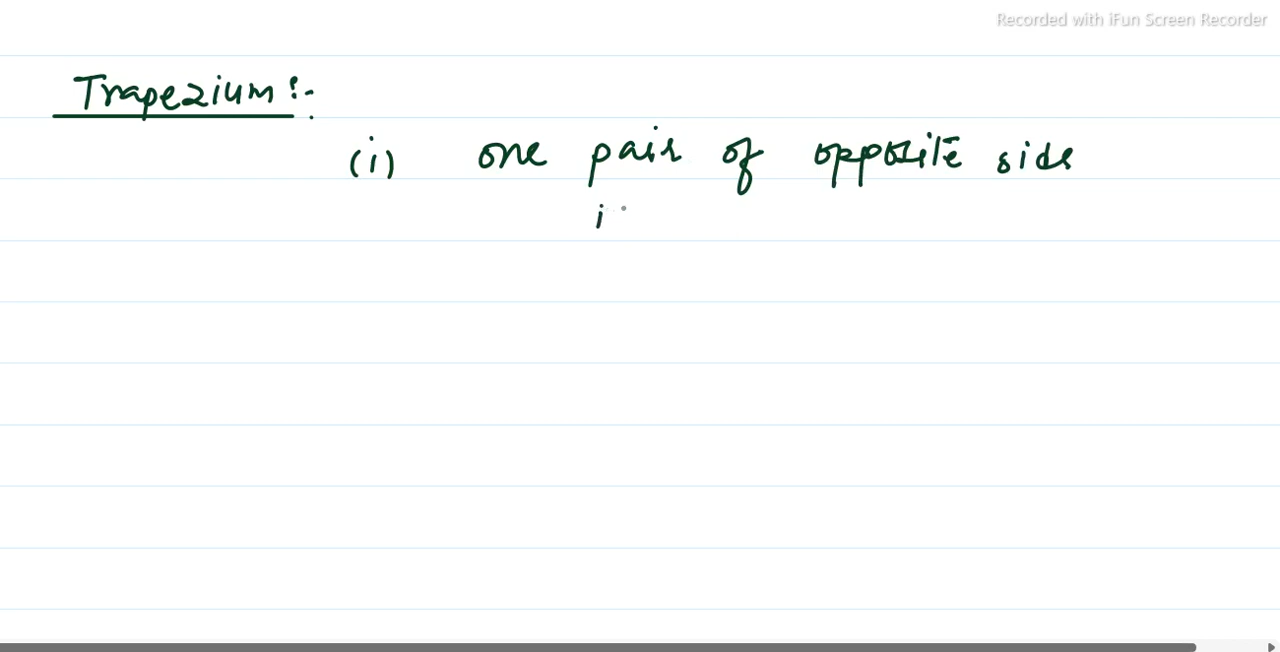 Recorded with iFun Screen Recorder
Trapezium :-
(i) one pair of opposite side
i